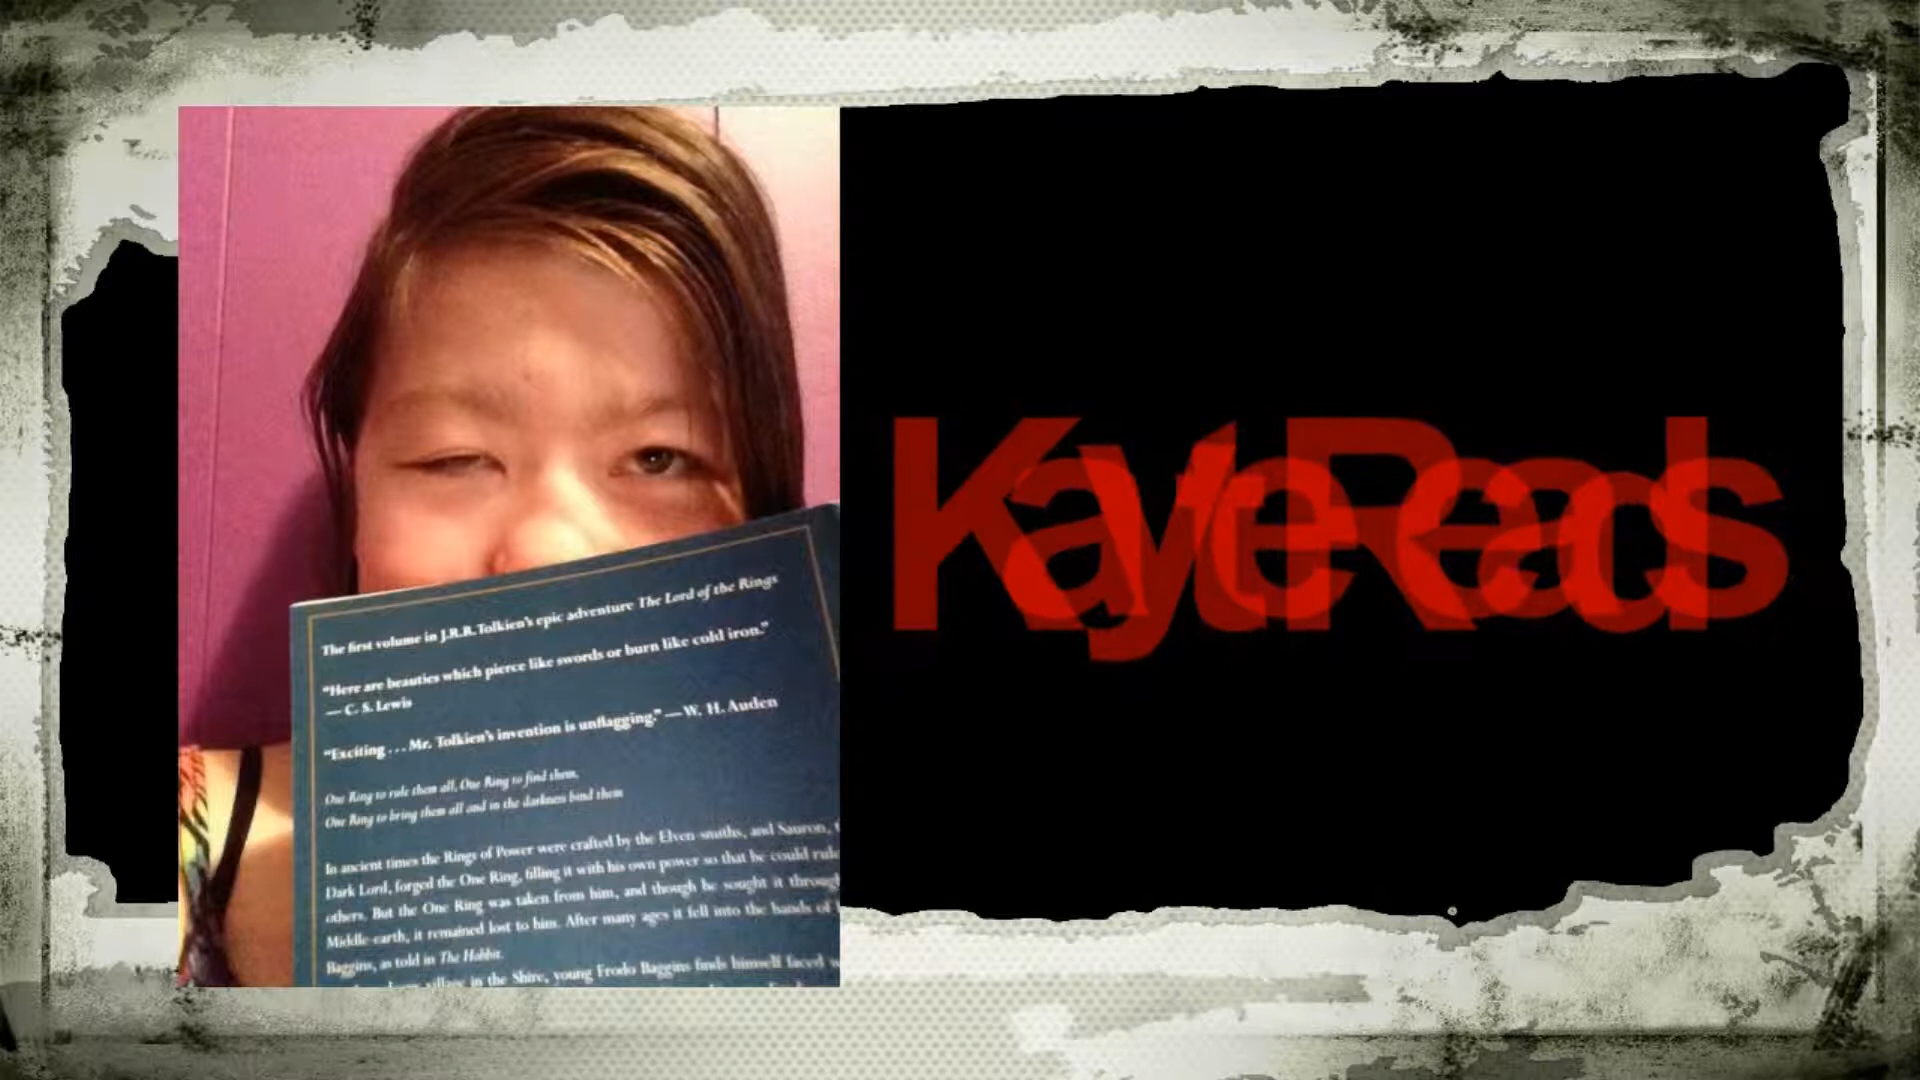 The first volume in J.R.R. Tolkien's epic adventure The Lord of the Rings
"Here are beauties which pierce like swords or burn like cold iron."
— C. S. Lewis
"Exciting . . . Mr. Tolkien's invention is unflagging." — W. H. Auden
One Ring to rule them all, One Ring to find them,
One Ring to bring them all and in the darkness bind them
In ancient times the Rings of Power were crafted by the Elven-smiths, and Sauron,
Dark Lord, forged the One Ring, filling it with his own power so that he could rule
others. But the One Ring was taken from him, and though he sought it through
Middle-earth, it remained lost to him. After many ages it fell into the hands of
Baggins, as told in The Hobbit.
village in the Shire, young Frodo Baggins finds himself faced
KayteReads